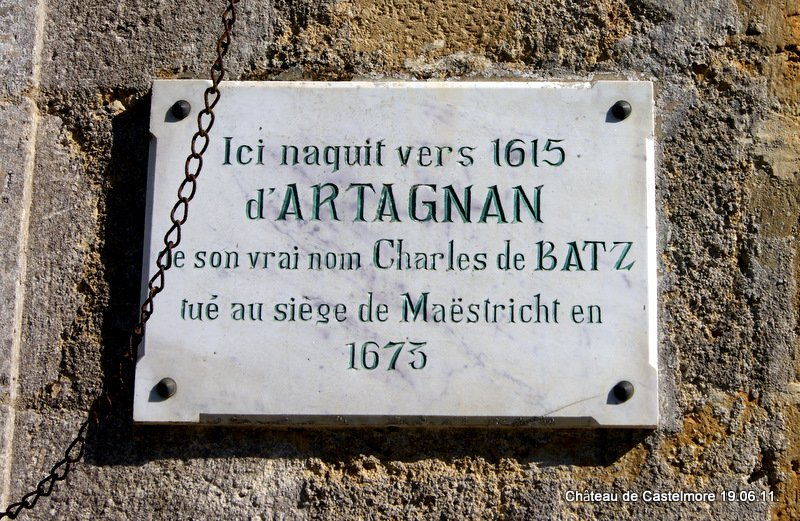 Ici naquit vers 1615
d'ARTAGNAN
de son vrai nom Charles de BATZ
tué au siège de Maëstricht en
1673
Château de Castelmore 19.06.11.